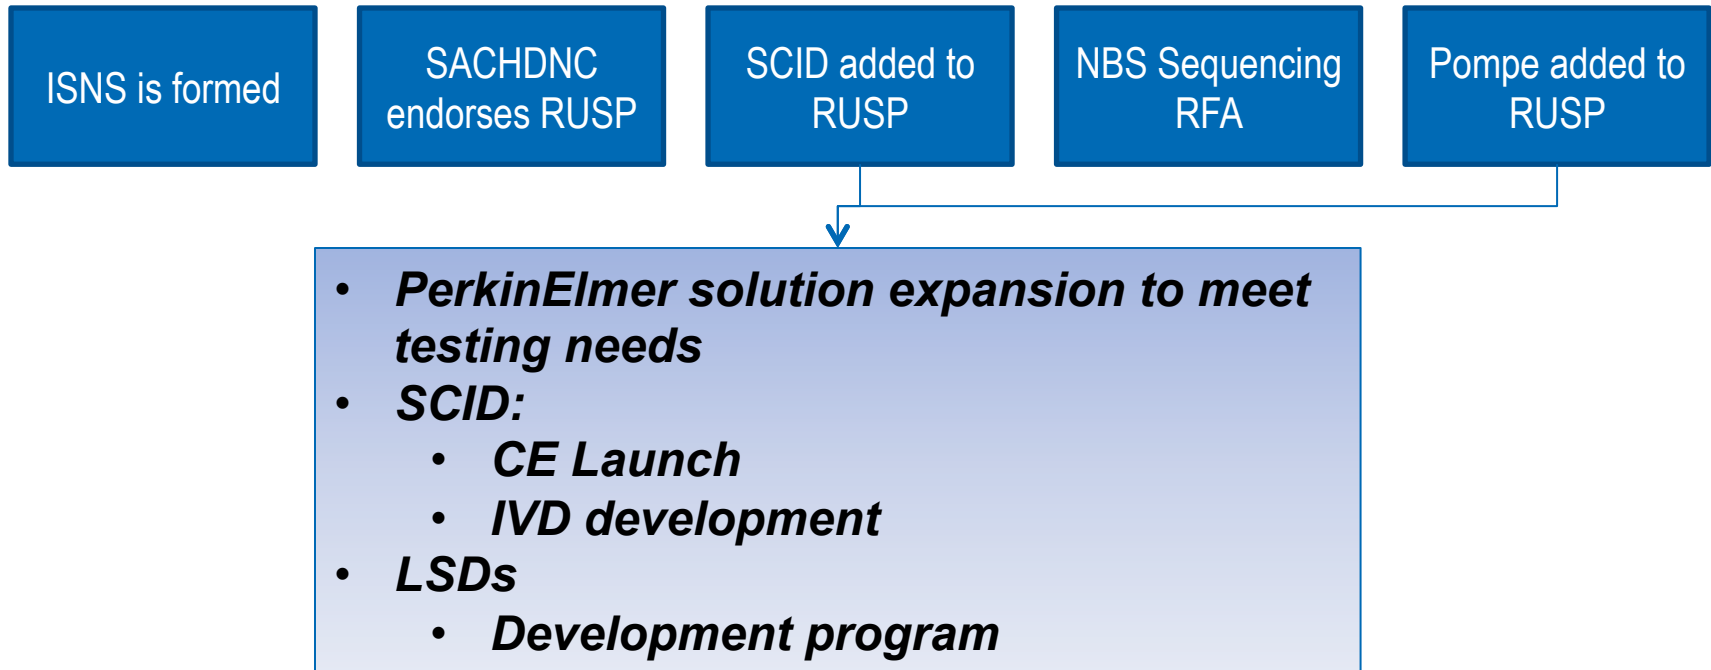 ISNS is formed
SACHDNC
endorses RUSP
SCID added to
RUSP
NBS Sequencing
RFA
Pompe added to
RUSP
• PerkinElmer solution expansion to meet
testing needs
• SCID:
• CE Launch
• IVD development
• LSDs
• Development program